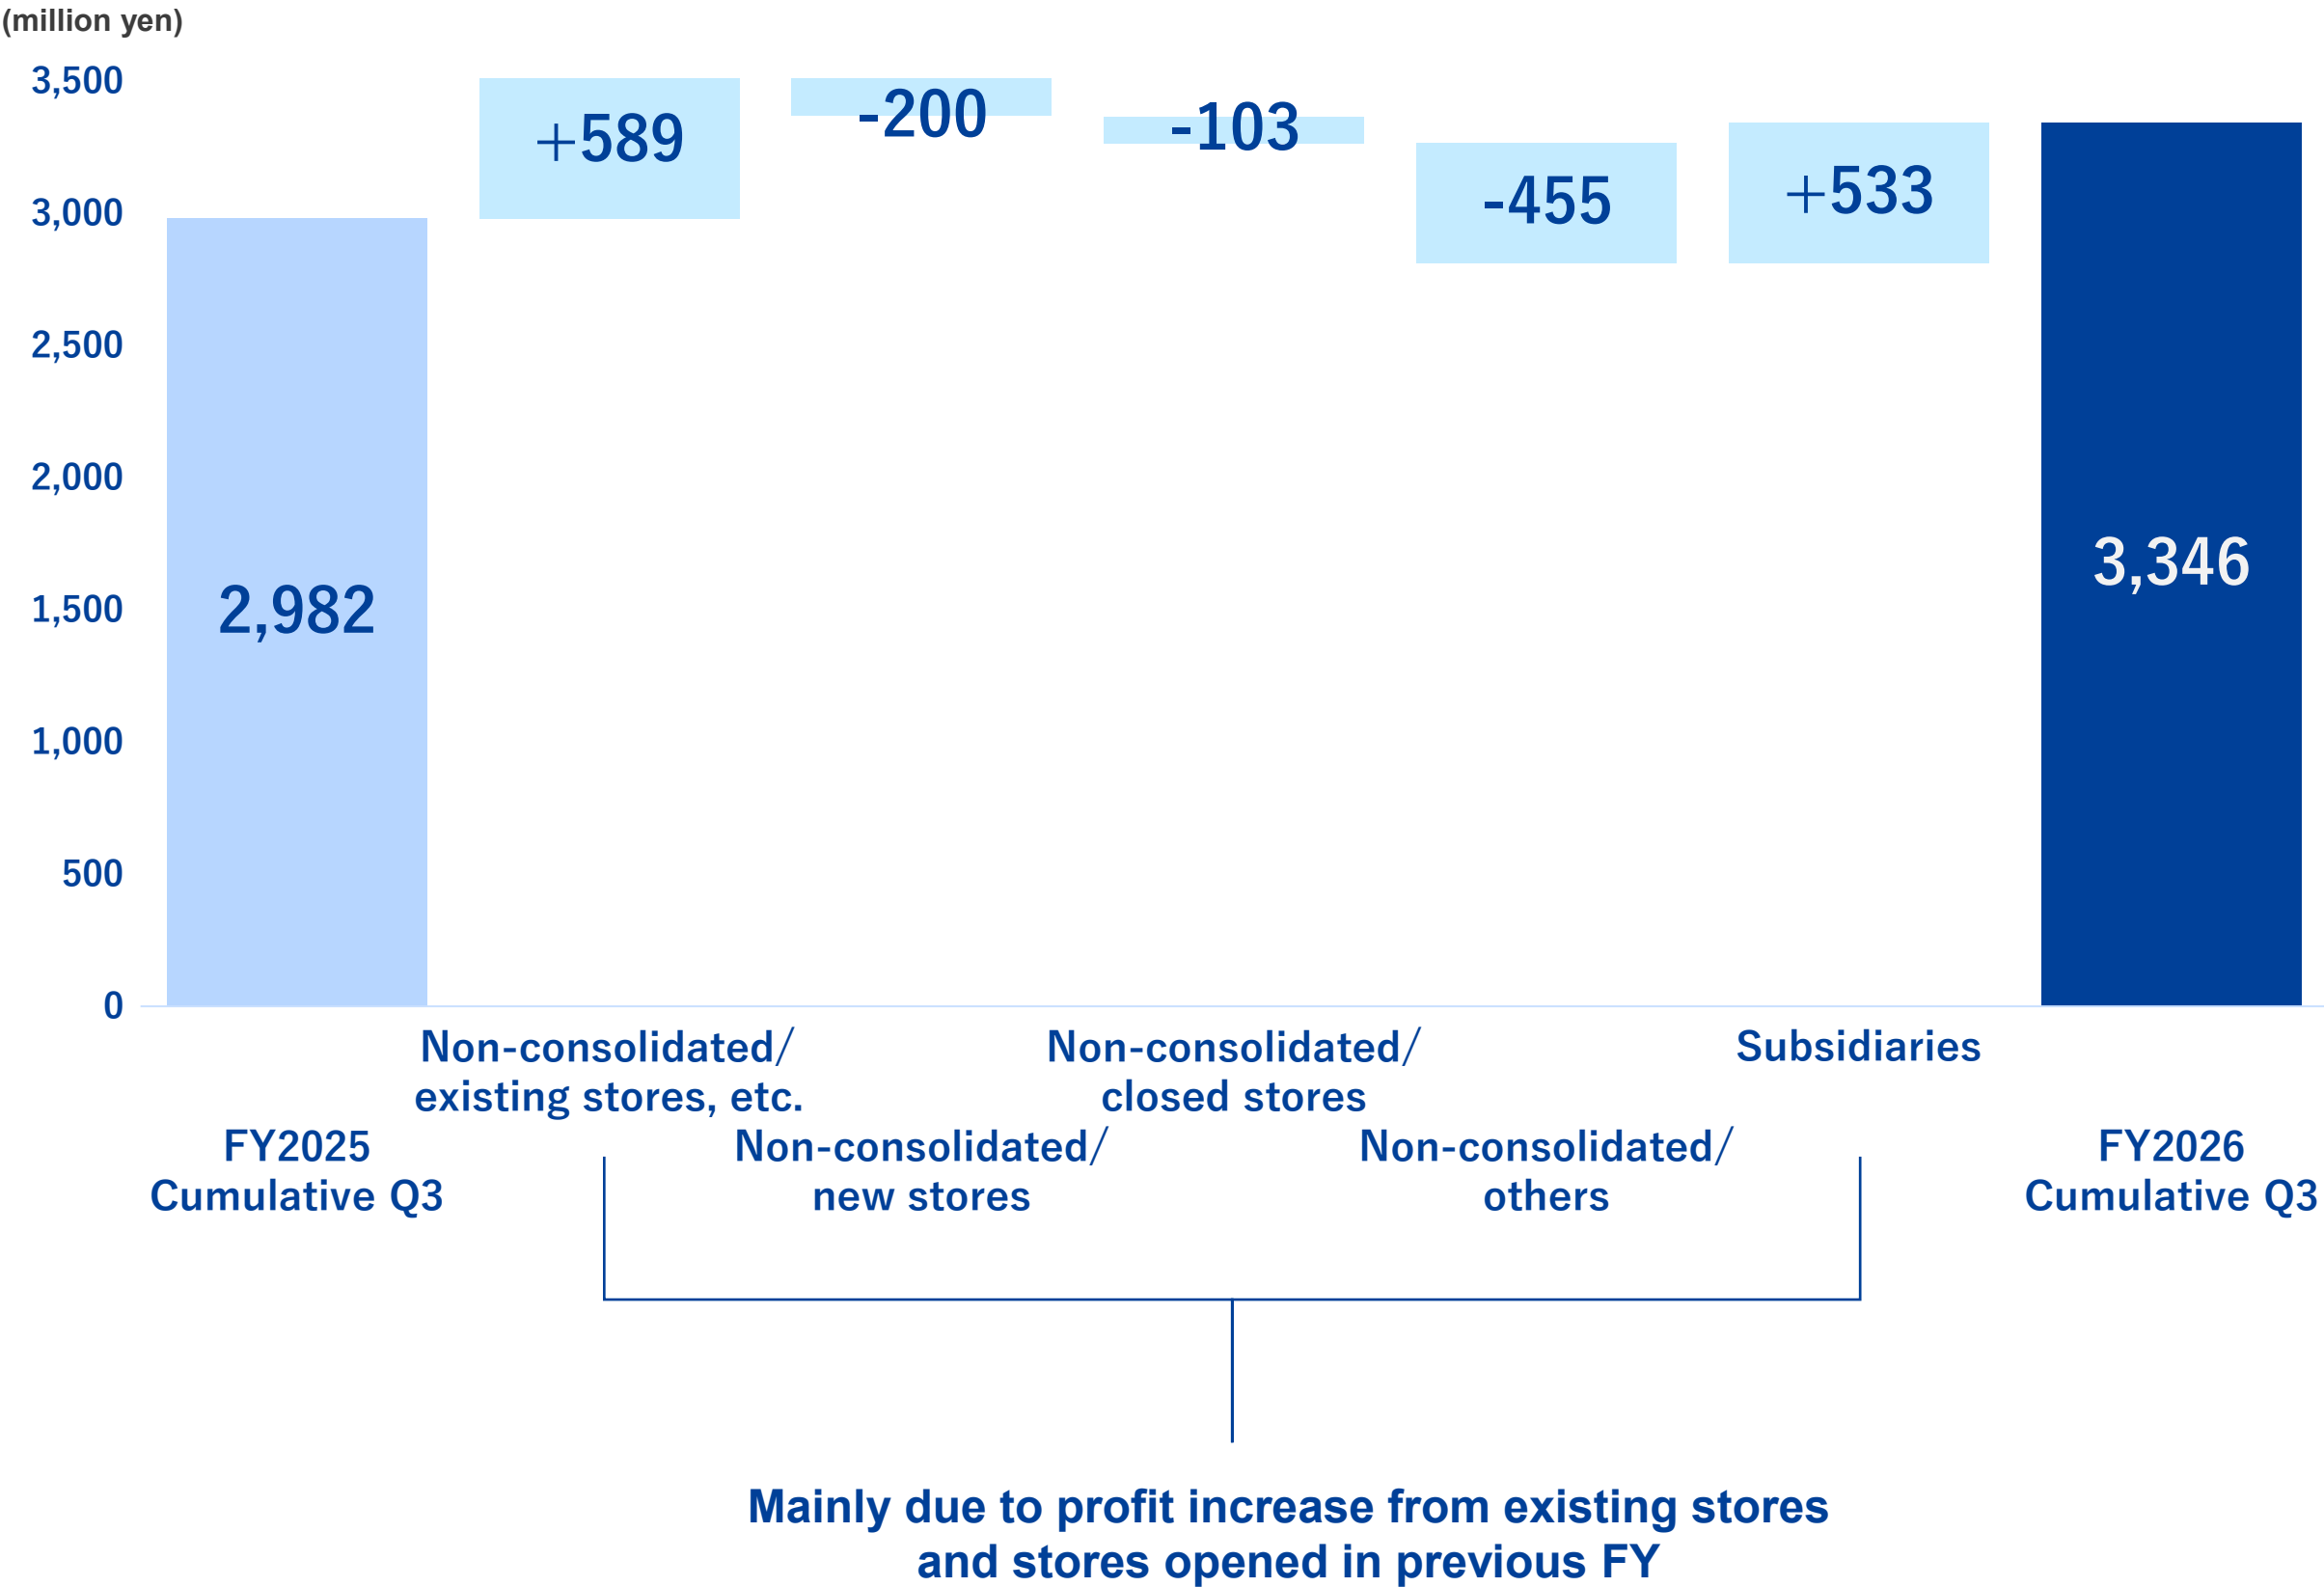 (million yen)
3,500
3,000
2,500
2,000
1,500
1,000
500
0
2,982
+589
-200
-103
-455
+533
3,346
FY2025
Cumulative Q3
Non-consolidated/
existing stores, etc.
Non-consolidated/
new stores
Non-consolidated/
closed stores
Non-consolidated/
others
Subsidiaries
FY2026
Cumulative Q3
Mainly due to profit increase from existing stores
and stores opened in previous FY